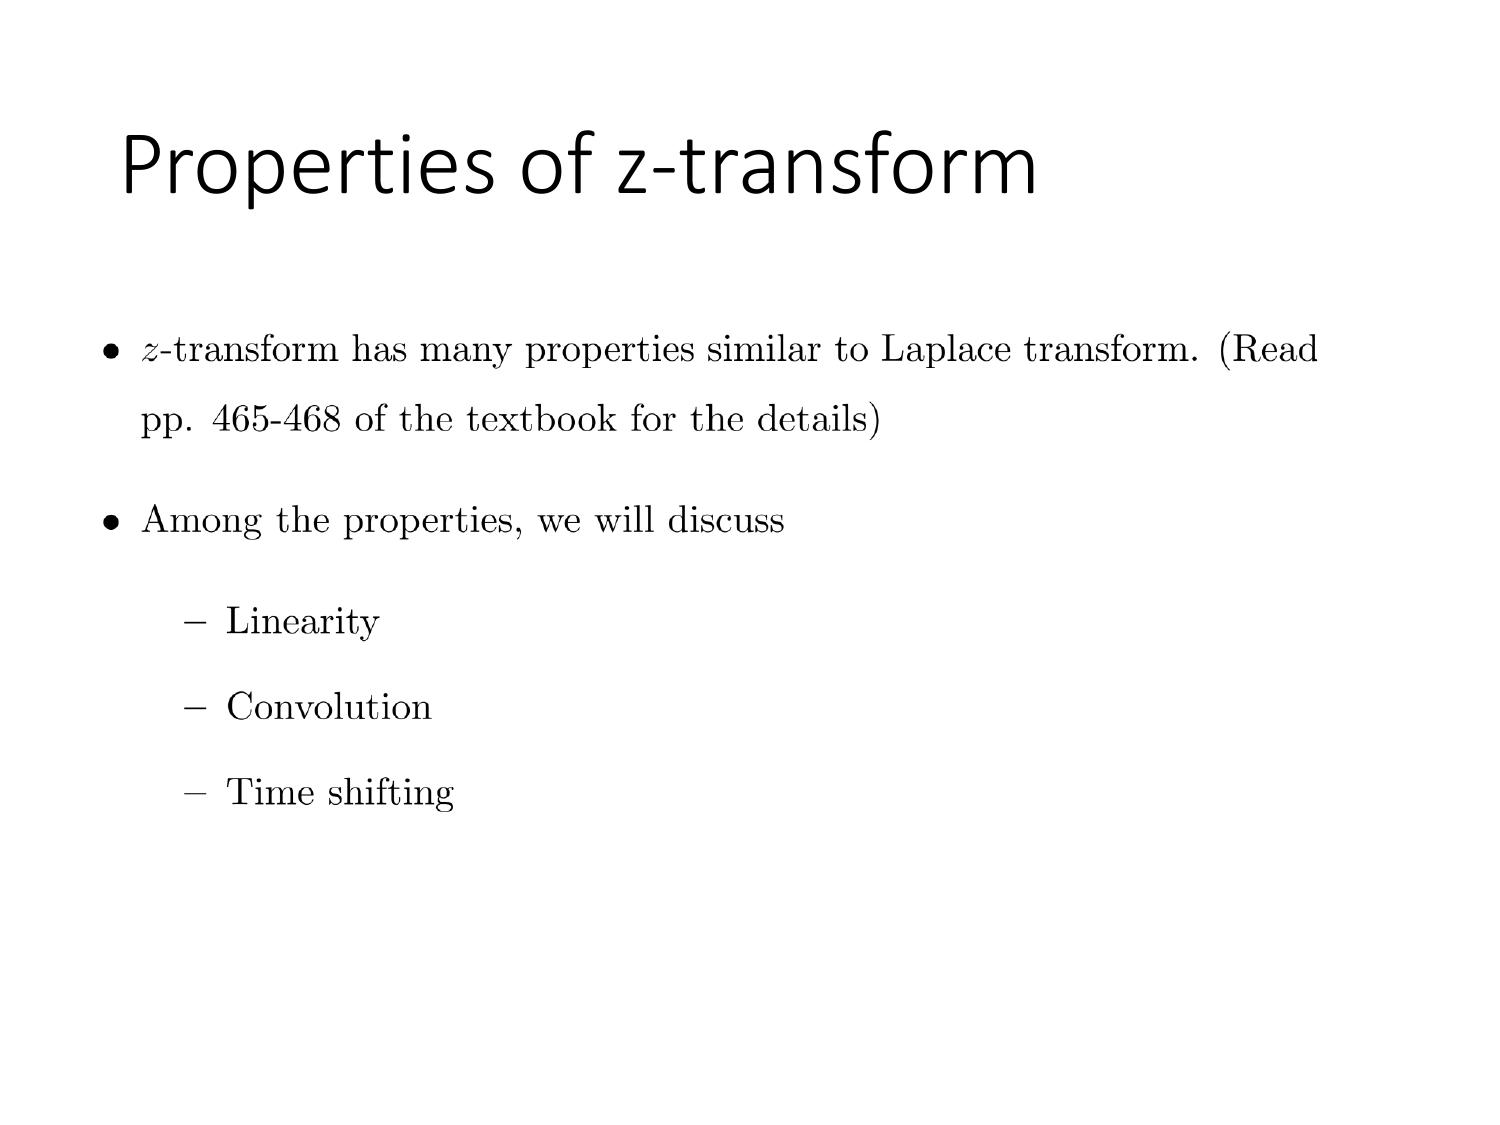 Properties of z-transform
• z-transform has many properties similar to Laplace transform. (Read
pp. 465-468 of the textbook for the details)
• Among the properties, we will discuss
– Linearity
– Convolution
– Time shifting